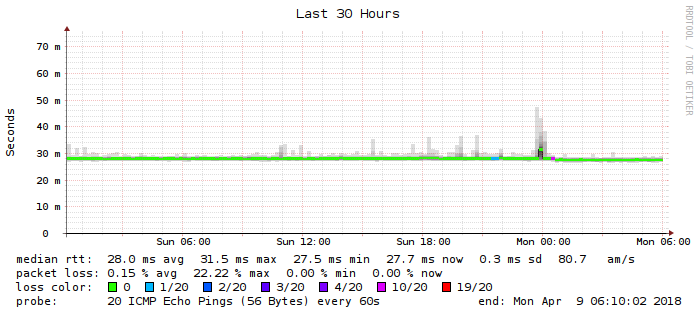 Last 30 Hours
RRDTOOL / TOBI OETIKER
Seconds
70 m
60 m
50 m
40 m
30 m
20 m
10 m
0
Sun 06:00 Sun 12:00 Sun 18:00 Mon 00:00 Mon 06:00
median rtt: 28.0 ms avg 31.5 ms max 27.5 ms min 27.7 ms now 0.3 ms sd 80.7 am/s
packet loss: 0.15 % avg 22.22 % max 0.00 % min 0.00 % now
loss color: 0 1/20 2/20 3/20 4/20 10/20 19/20
probe: 20 ICMP Echo Pings (56 Bytes) every 60s end: Mon Apr 9 06:10:02 2018